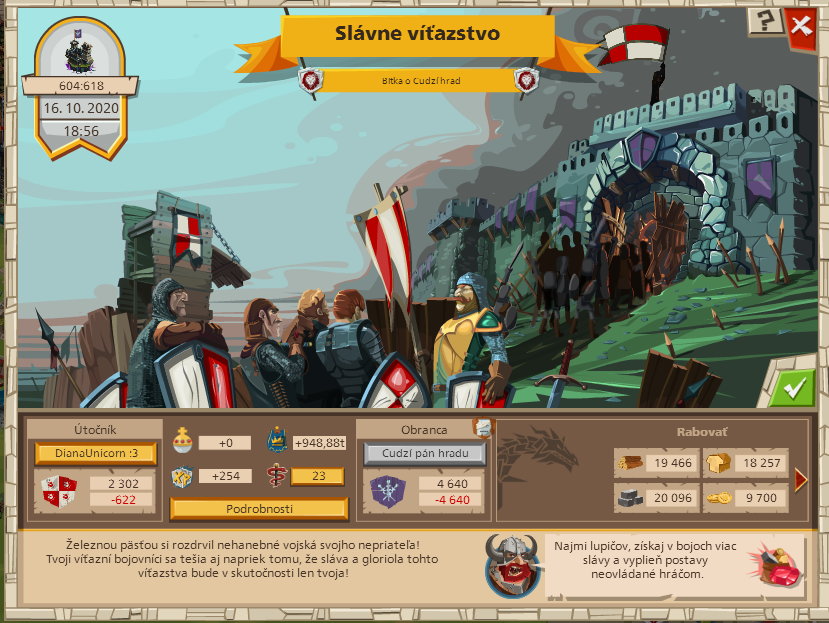 Slávne víťazstvo
Bitka o Cudzí hrad
604:618
16. 10. 2020
18:56
Útočník
DianaUnicorn :3
2 302
-622
+0
+948,88t
+254
23
Podrobnosti
Obranca
Cudzí pán hradu
4 640
-4 640
Rabovať
19 466
18 257
20 096
9 700
Železnou päsťou si rozdrvil nehanebné vojská svojho nepriateľa!
Tvoji víťazní bojovníci sa tešia aj napriek tomu, že sláva a gloriola tohto
víťazstva bude v skutočnosti len tvoja!
Najmi lupičov, získaj v bojoch viac
slávy a vyplieň postavy
neovládané hráčom.